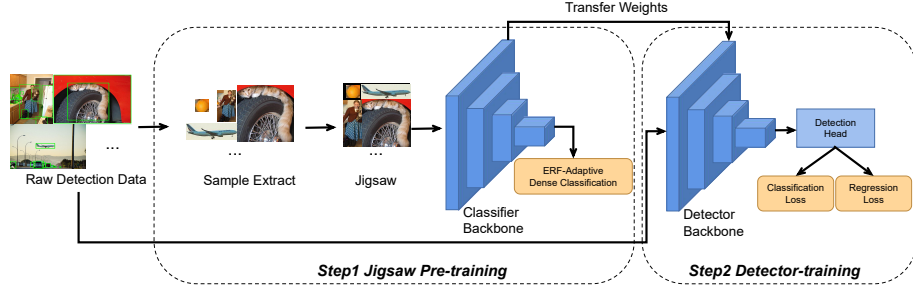 Transfer Weights
...
Raw Detection Data
...
Sample Extract
Jigsaw
Classifier
Backbone
ERF-Adaptive
Dense Classification
Step1 Jigsaw Pre-training
Detector
Backbone
Detection
Head
Classification
Loss
Regression
Loss
Step2 Detector-training